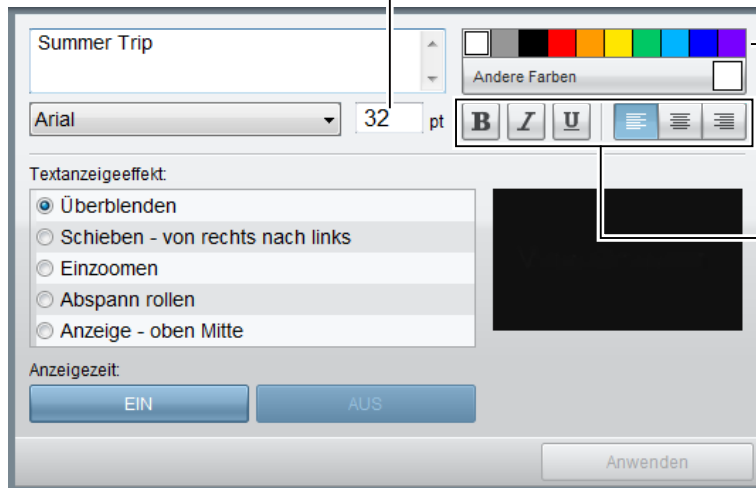 Summer Trip
Andere Farben
Arial
32 pt
B I U
Textanzeigeeffekt:
Überblenden
Schieben - von rechts nach links
Einzoomen
Abspann rollen
Anzeige - oben Mitte
Anzeigezeit:
EIN
AUS
Anwenden